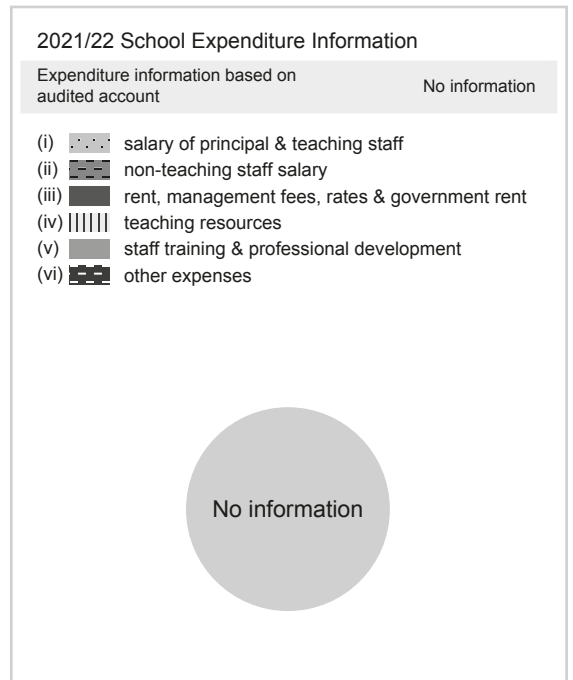 2021/22 School Expenditure Information
Expenditure information based on
audited account
No information
(i) salary of principal & teaching staff
(ii) non-teaching staff salary
(iii) rent, management fees, rates & government rent
(iv) teaching resources
(v) staff training & professional development
(vi) other expenses
No information